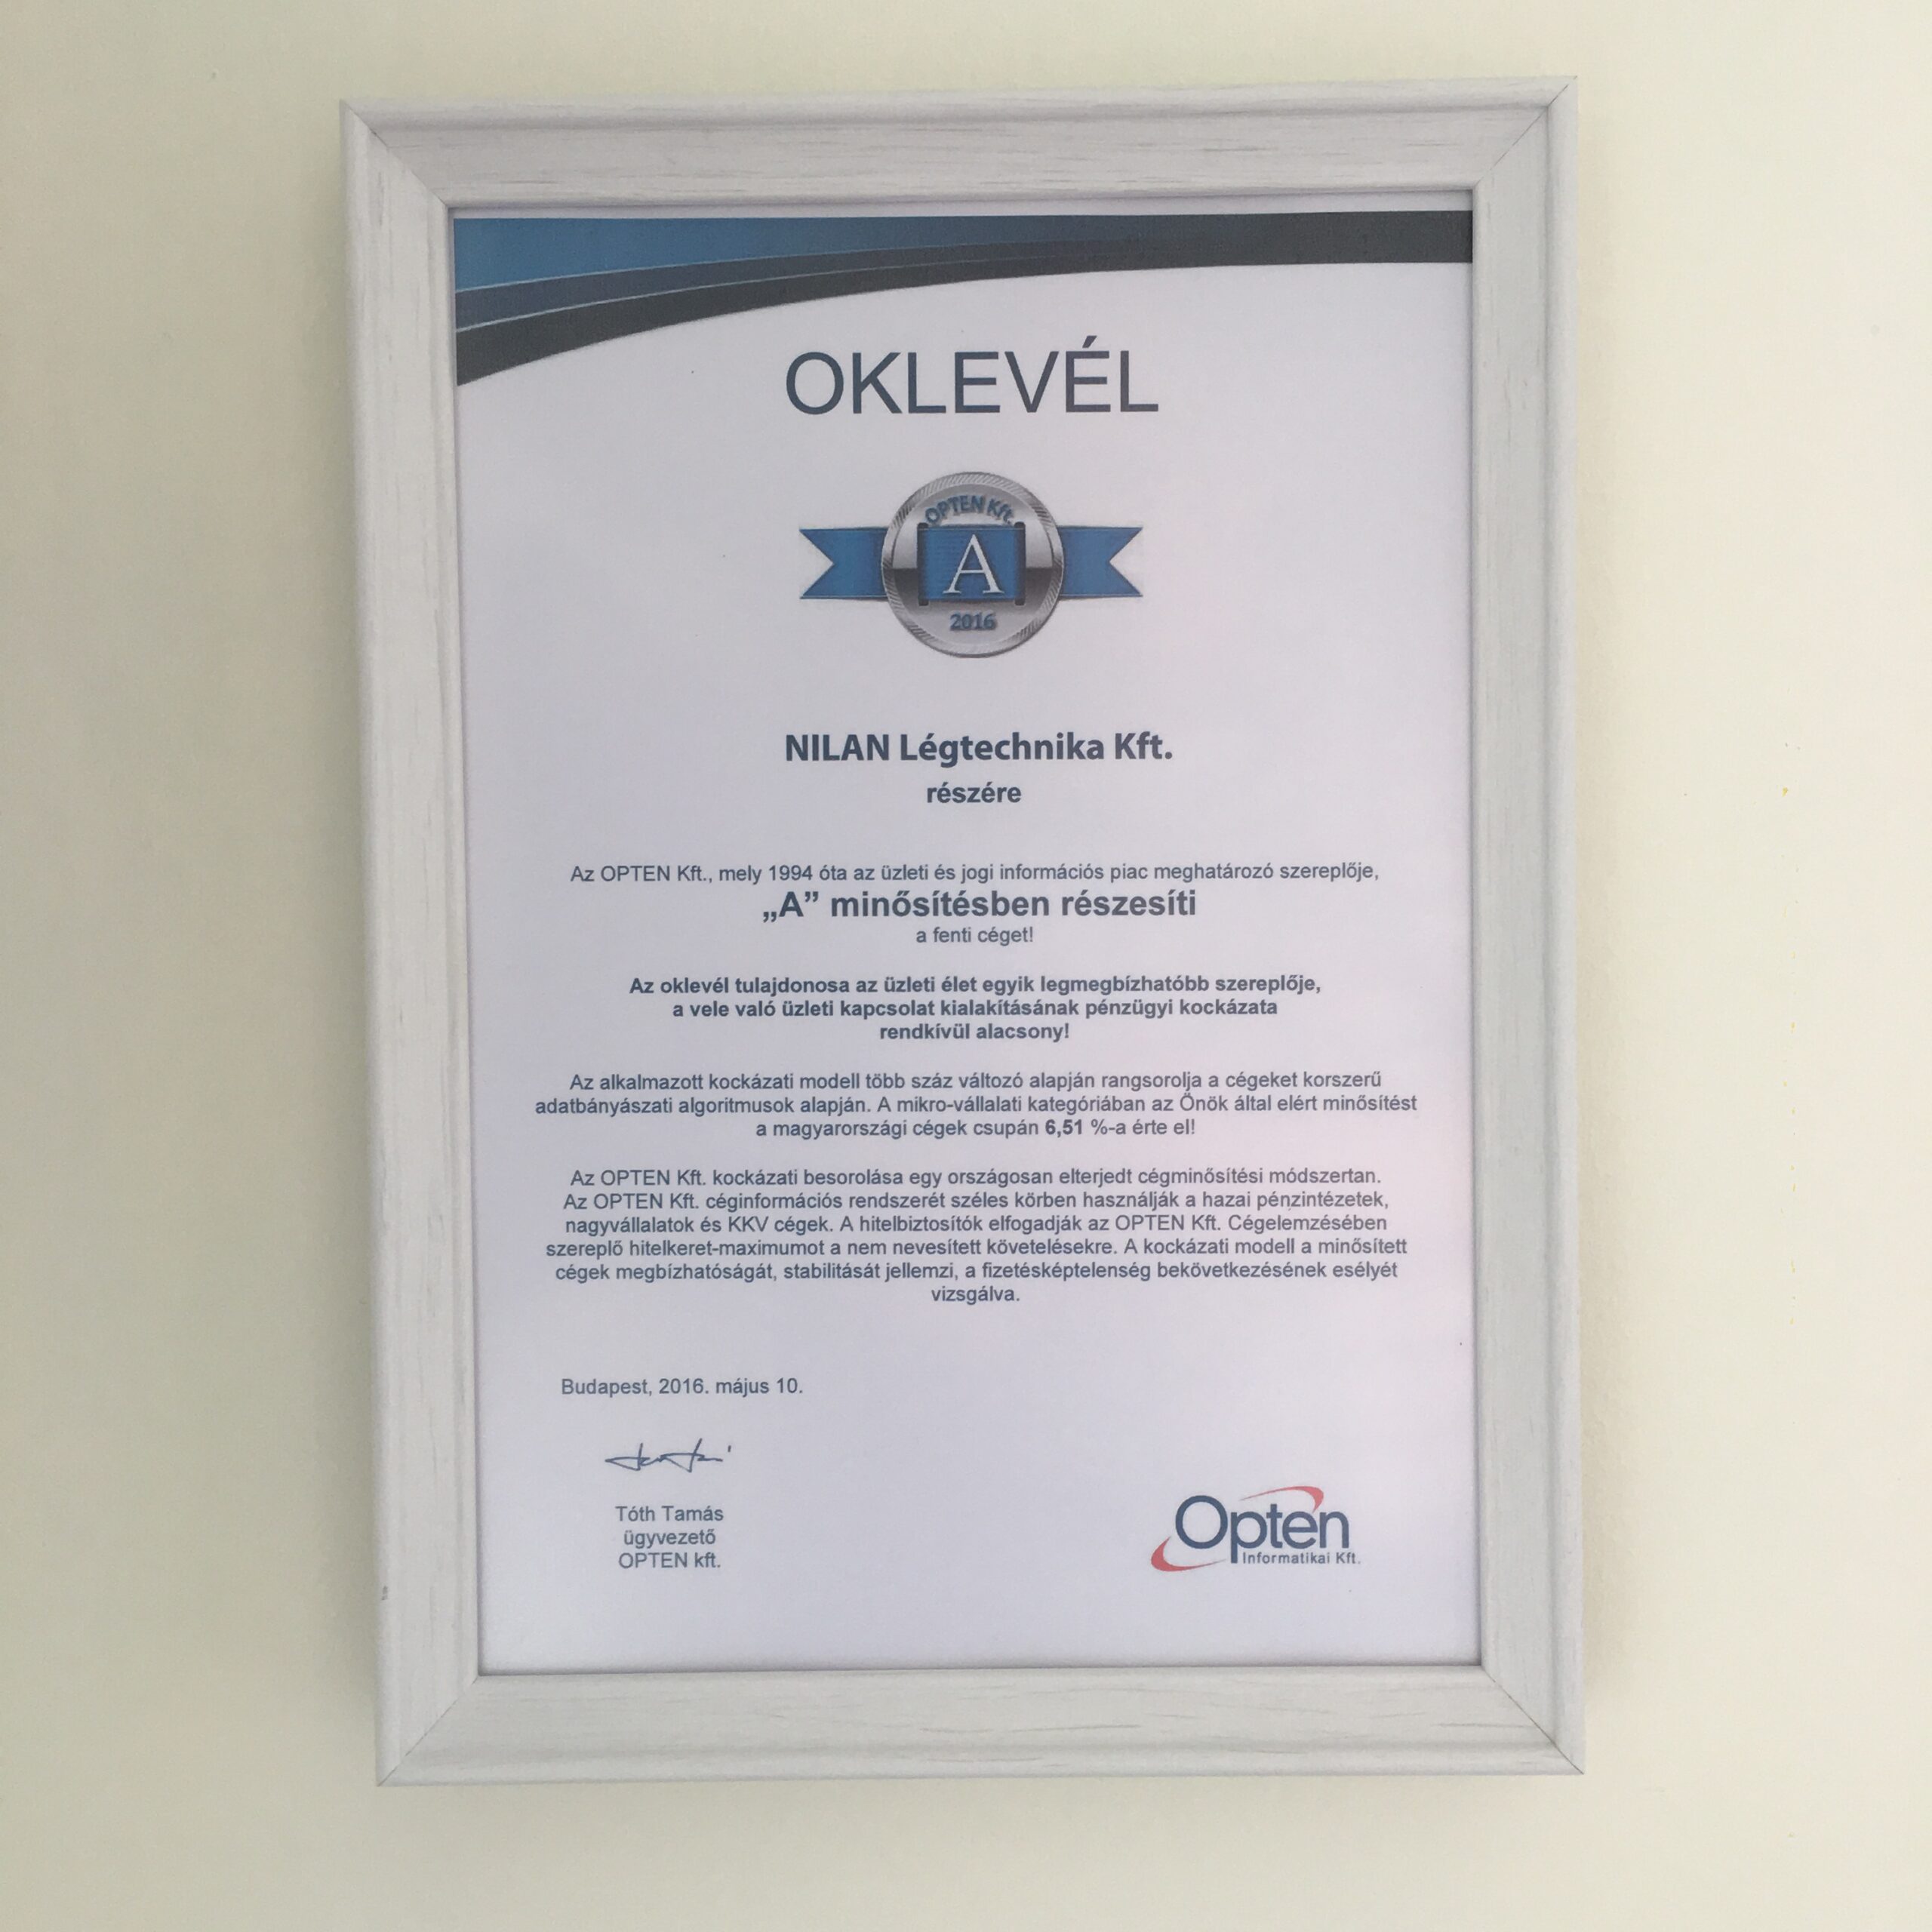 OKLEVÉL
OPTEN Kft.
A
2016
NILAN Légtechnika Kft.
részére
Az OPTEN Kft., mely 1994 óta az üzleti és jogi információs piac meghatározó szereplője,
„A” minősítésben részesíti
a fenti céget!
Az oklevél tulajdonosa az üzleti élet egyik legmegbízhatóbb szereplője,
a vele való üzleti kapcsolat kialakításának pénzügyi kockázata
rendkívül alacsony!
Az alkalmazott kockázati modell több száz változó alapján rangsorolja a cégeket korszerű
adatbányászati algoritmusok alapján. A mikro-vállalati kategóriában az Önök által elért minősítést
a magyarországi cégek csupán 6,51 %-a érte el!
Az OPTEN Kft. kockázati besorolása egy országosan elterjedt cégminősítési módszertan.
Az OPTEN Kft. céginformációs rendszerét széles körben használják a hazai pénzintézetek,
nagyvállalatok és KKV cégek. A hitelbiztosítók elfogadják az OPTEN Kft. Cégelemzésében
szereplő hitelkeret-maximumot a nem nevesített követelésekre. A kockázati modell a minősített
cégek megbízhatóságát, stabilitását jellemzi, a fizetésképtelenség bekövetkezésének esélyét
vizsgálva.
Budapest, 2016. május 10.
Tóth Tamás
ügyvezető
OPTEN kft.
Opten
Informatikai Kft.